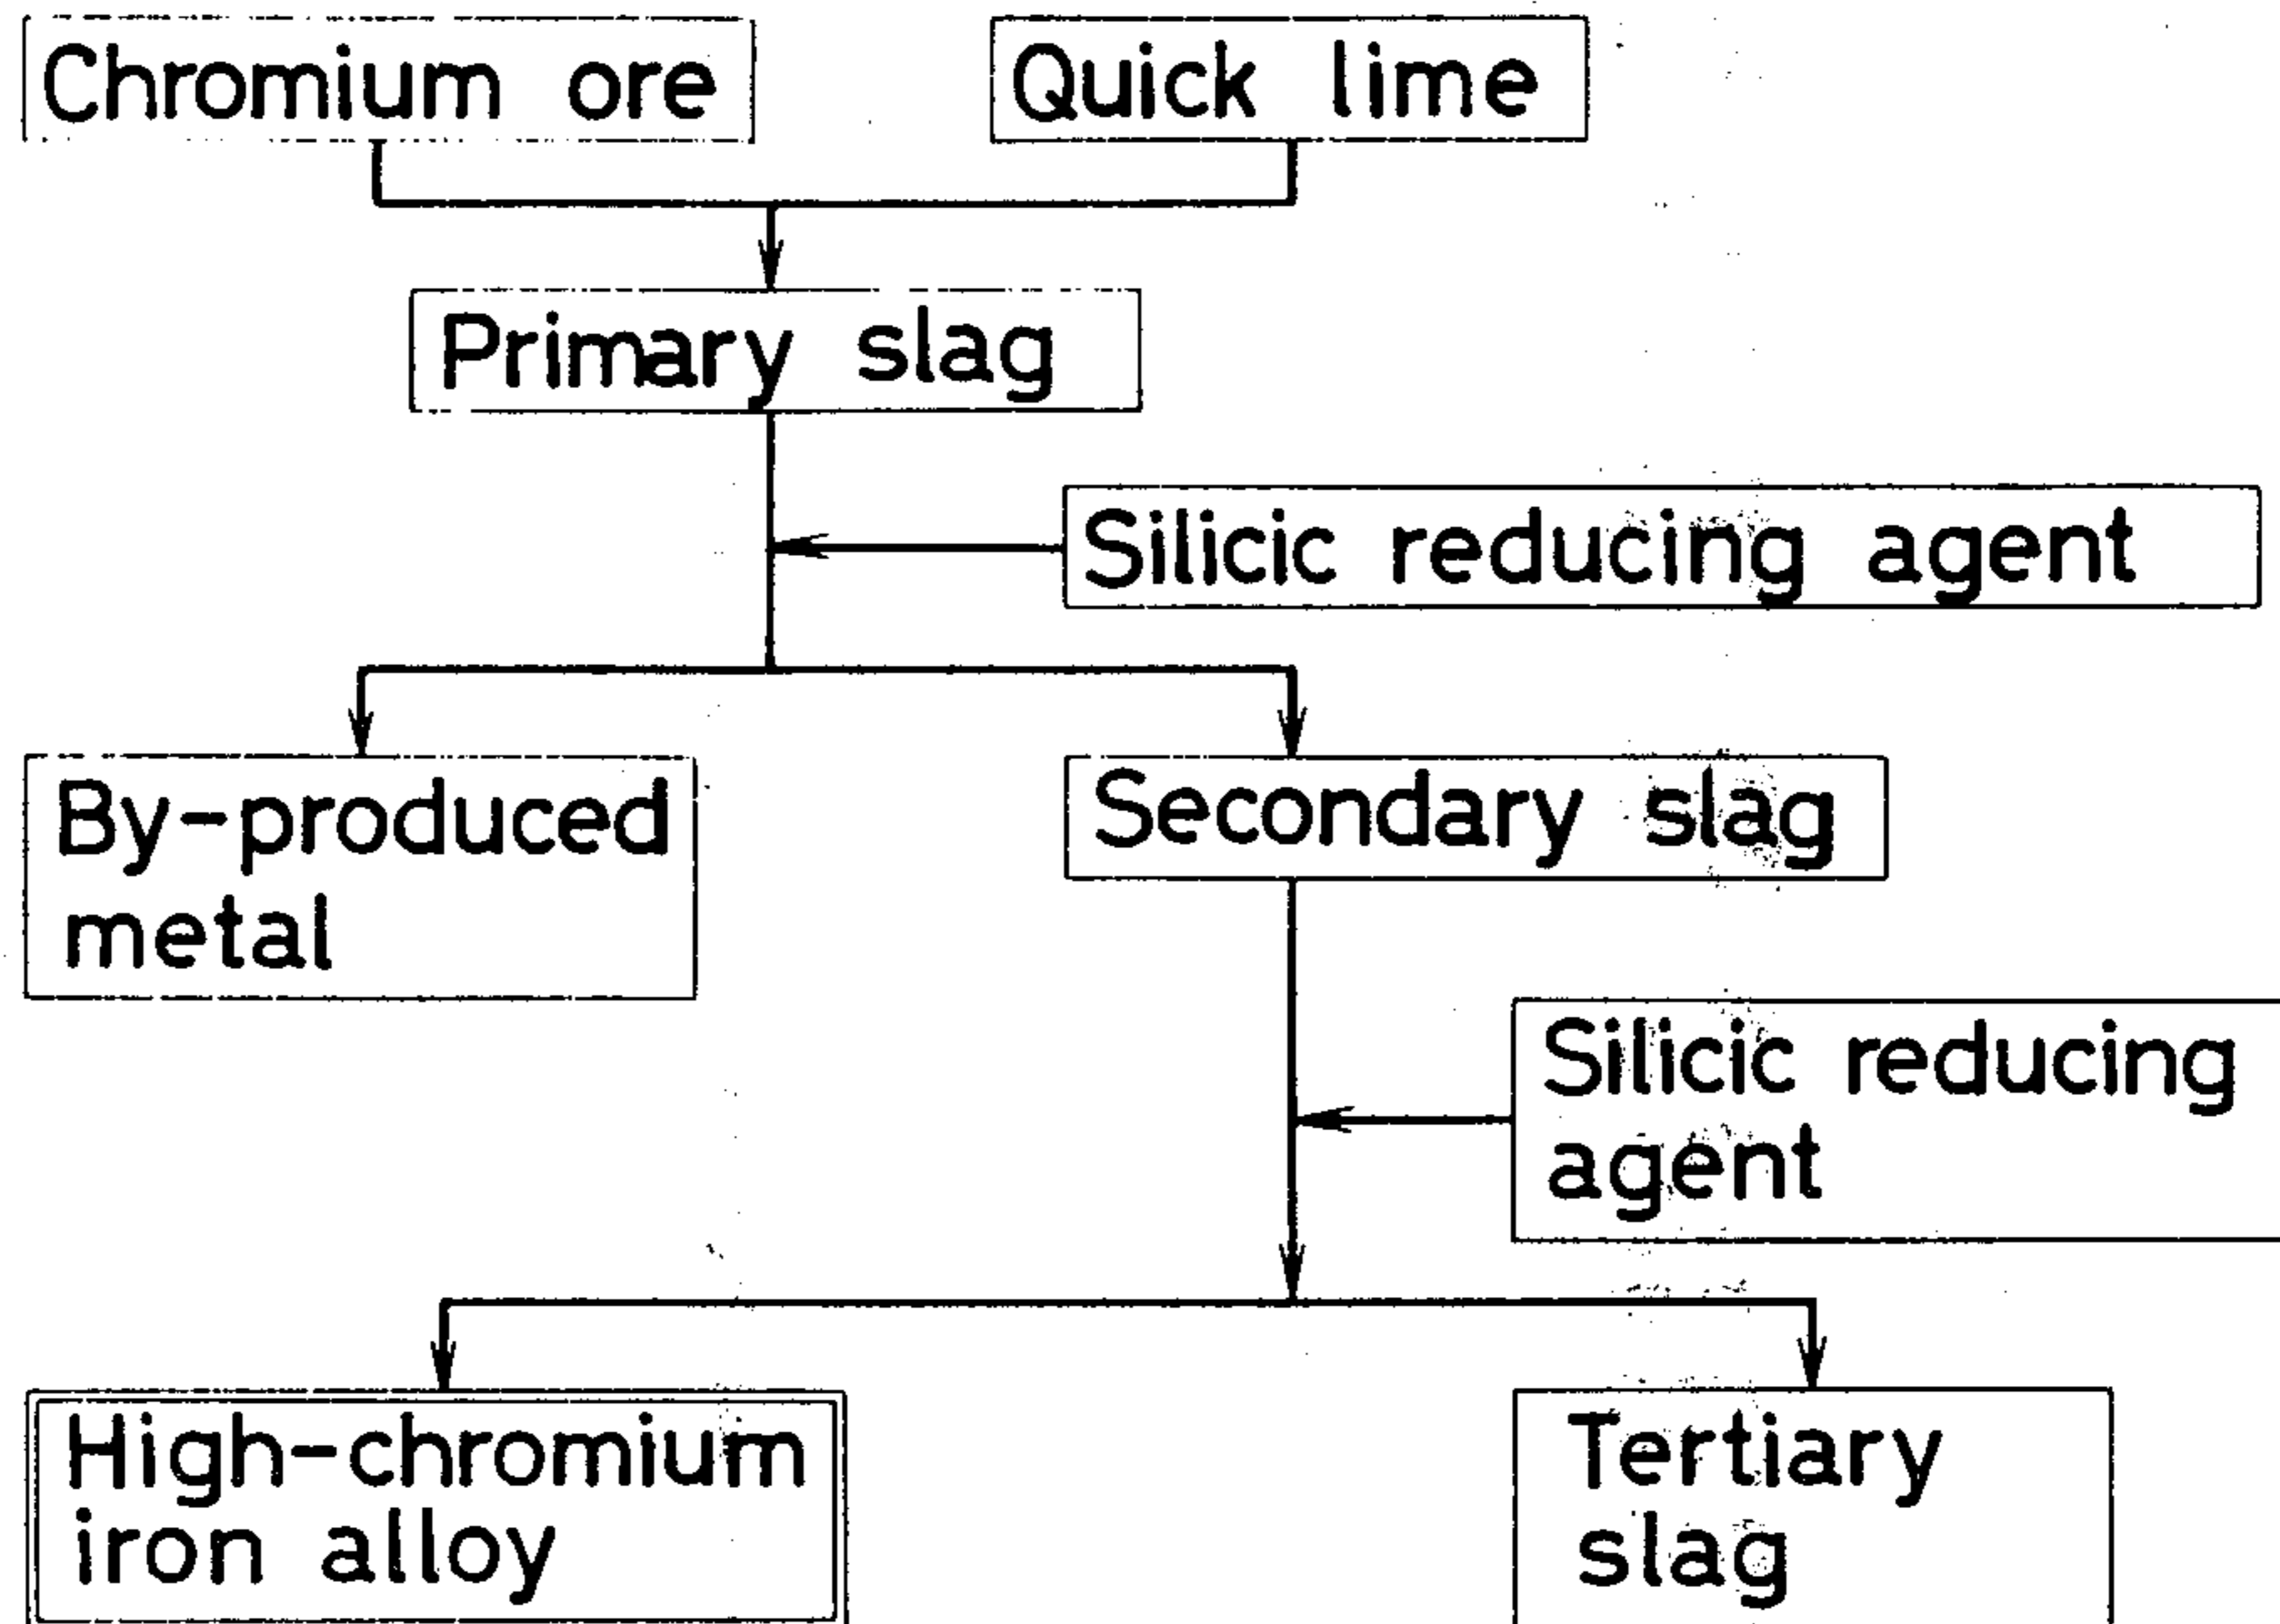 Chromium ore
Quick lime
Primary slag
Silicic reducing agent
By-produced
metal
Secondary slag
Silicic reducing
agent
High-chromium
iron alloy
Tertiary
slag